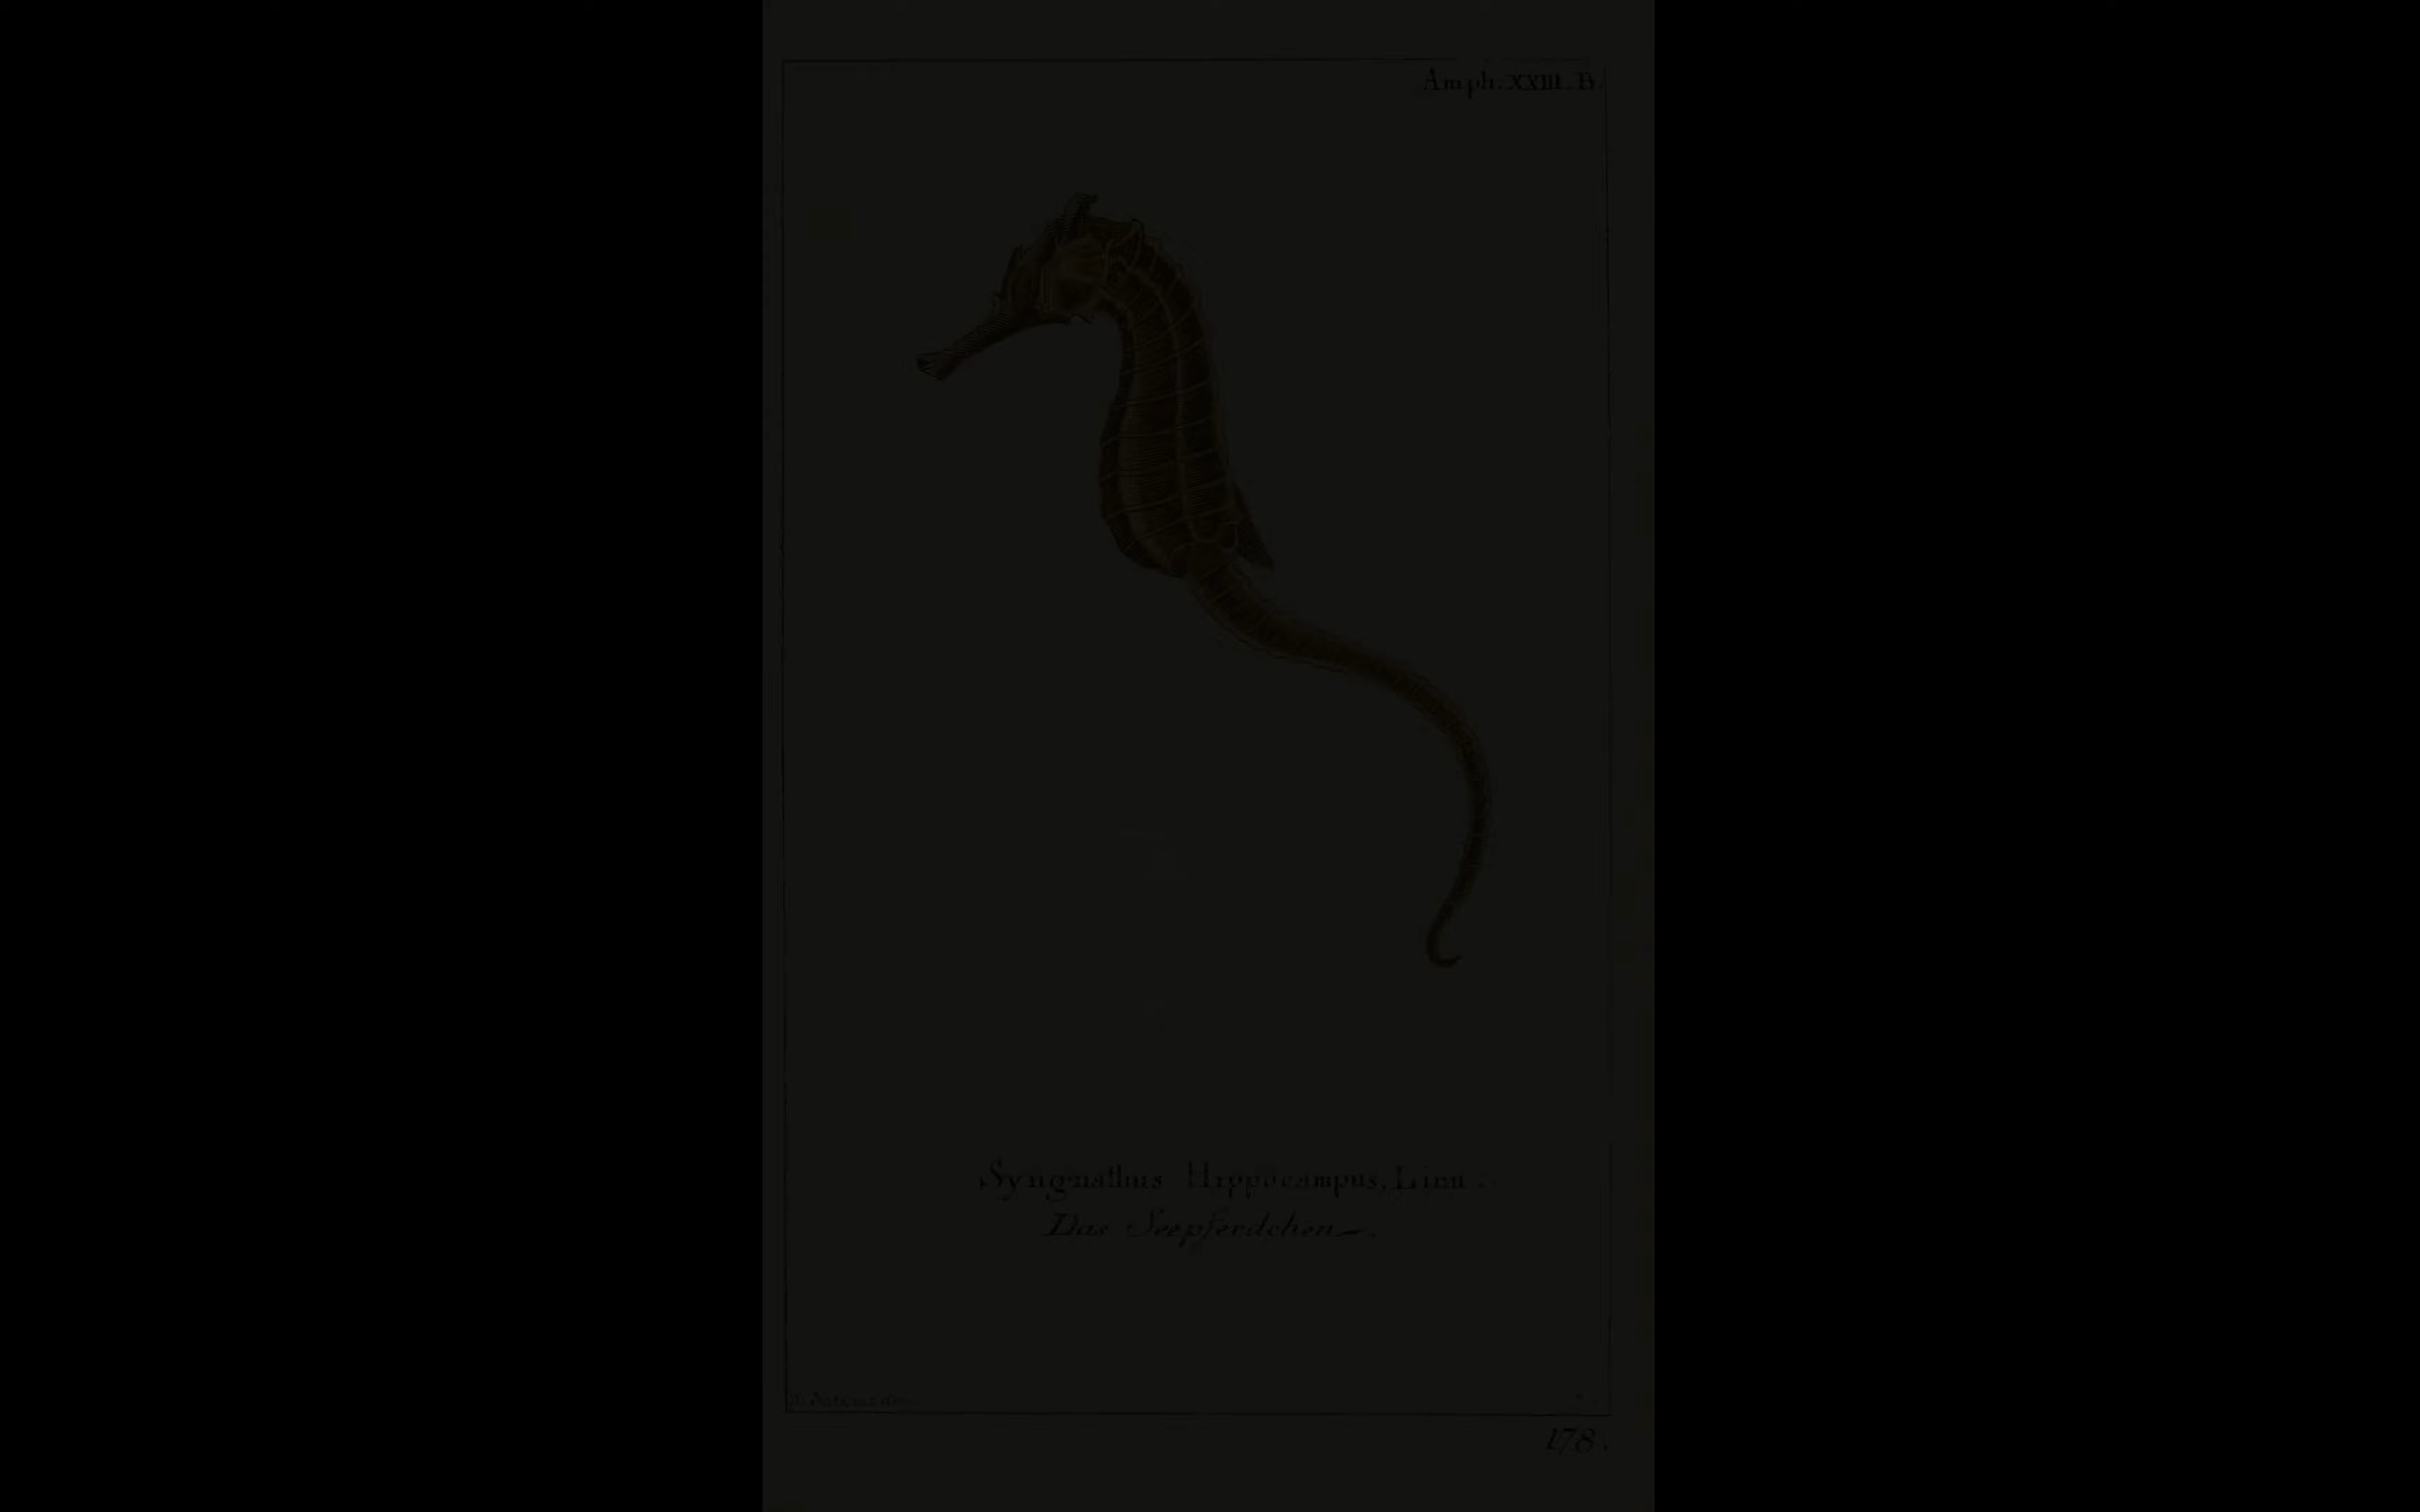 Amph. XXIII. B.
Syngnathus Hippocampus, Linn.
Das Seepferdchen.
178.